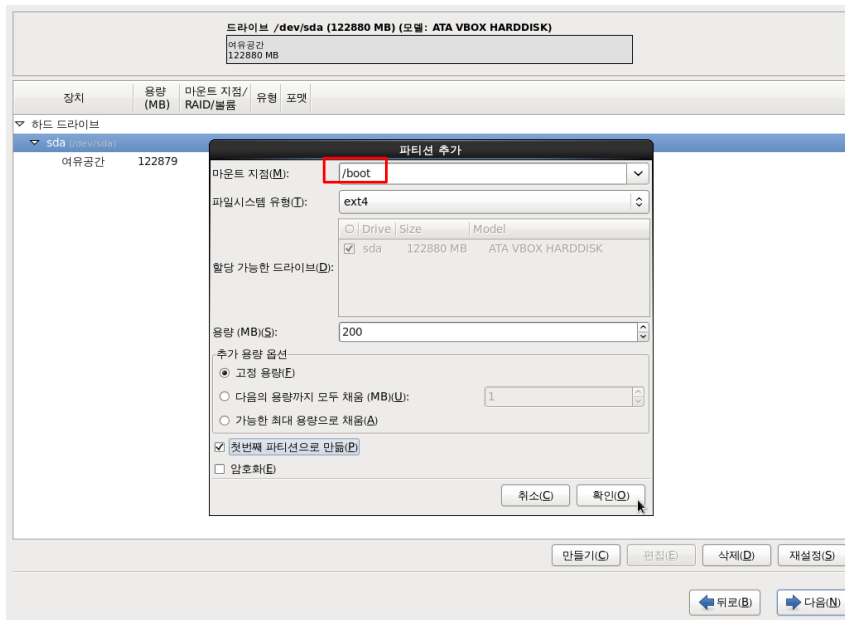 드라이브 /dev/sda (122880 MB) (모델: ATA VBOX HARDDISK)
여유공간
122880 MB
장치
용량
(MB)
마운트 지점/
RAID/볼륨
유형
포맷
하드 드라이브
sda (/dev/sda)
여유공간 122879
파티션 추가
마운트 지점(M): /boot
파일시스템 유형(T): ext4
Drive Size Model
sda 122880 MB ATA VBOX HARDDISK
할당 가능한 드라이브(D):
용량 (MB)(S): 200
추가 용량 옵션
고정 용량(F)
다음의 용량까지 모두 채움 (MB)(U): 1
가능한 최대 용량으로 채움(A)
첫번째 파티션으로 만듦(P)
암호화(E)
취소(C) 확인(O)
만들기(C) 편집(E) 삭제(D) 재설정(S)
뒤로(B) 다음(N)